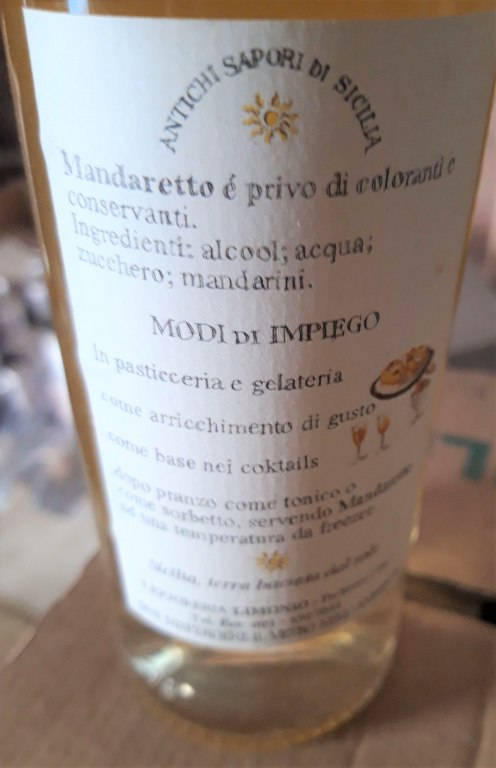 ANTICHI SAPORI DI SICILIA
Mandaretto é privo di coloranti e
conservanti.
Ingredienti: alcool; acqua;
zucchero; mandarini.
MODI DI IMPIEGO
In pasticceria e gelateria
come arricchimento di gusto
come base nei coktails
dopo pranzo come tonico o
come sorbetto, servendo Mandaretto
ad una temperatura da freezer.
Sicilia, terra baciata dal sole
LIQUORERIA LIMONIO -